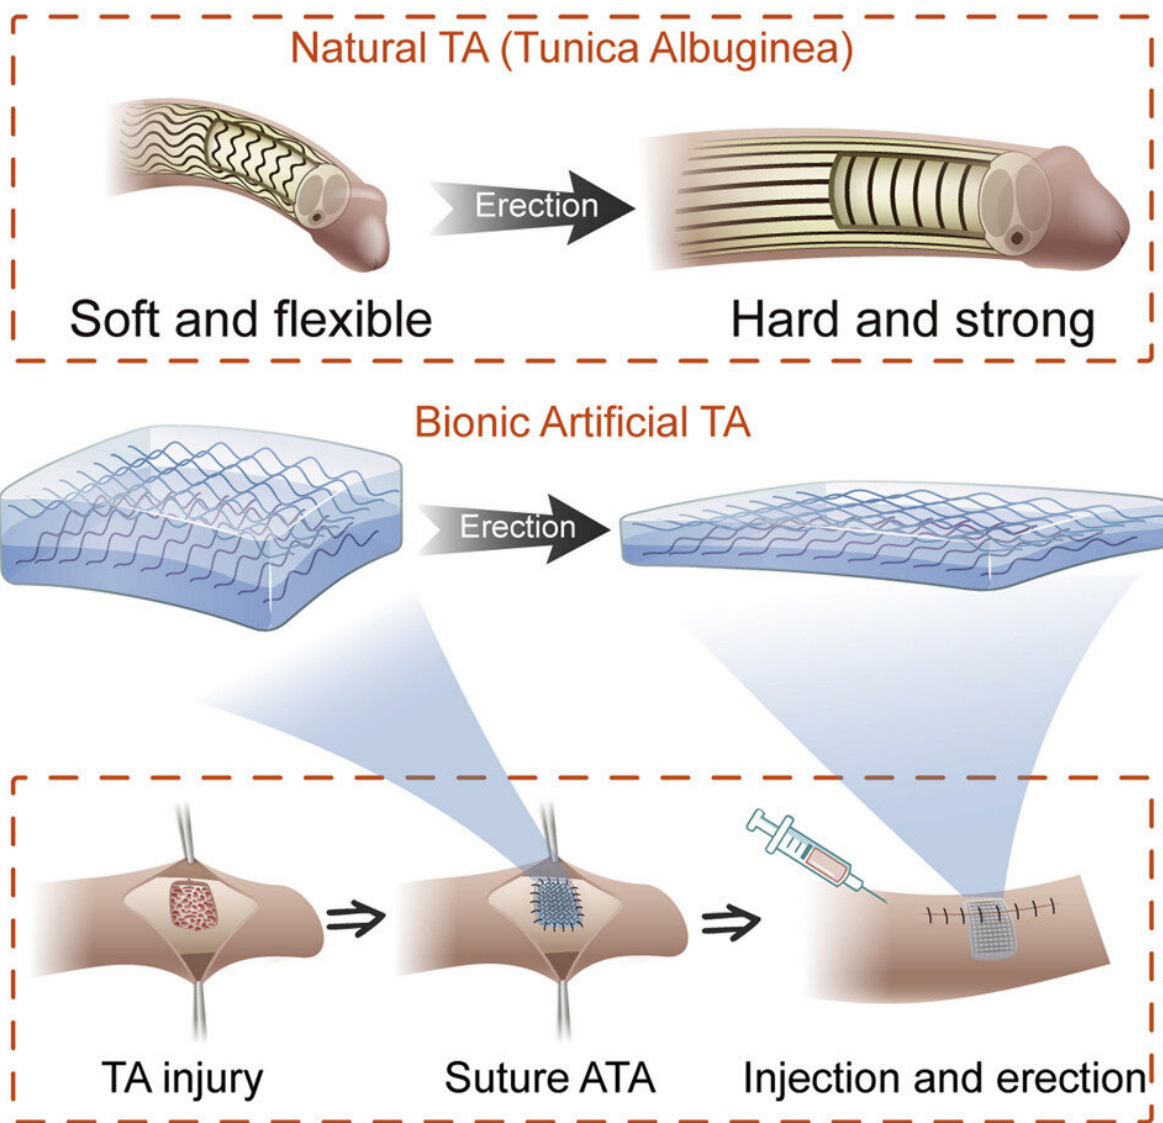 Natural TA (Tunica Albuginea)
Erection
Soft and flexible
Hard and strong
Bionic Artificial TA
Erection
TA injury
Suture ATA
Injection and erection